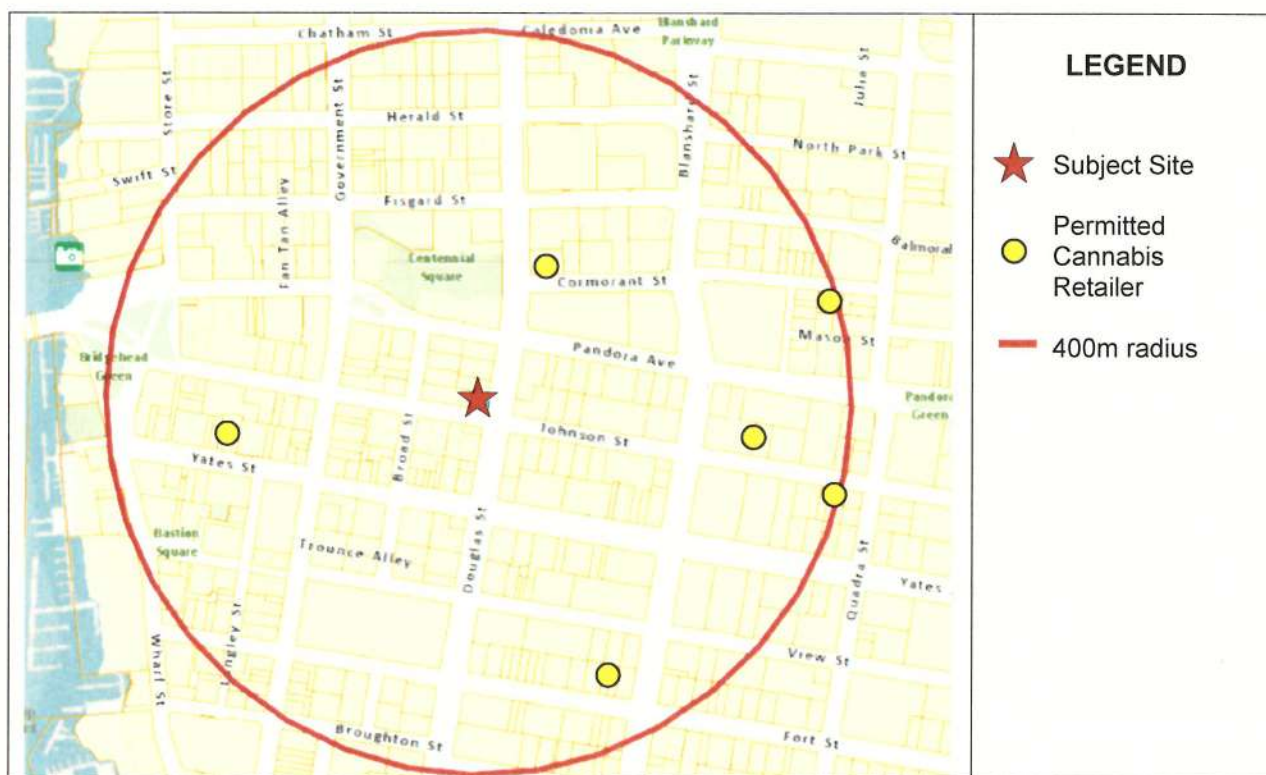 Chatham St
Caledonia Ave
Blanshard
Parkway
Julia St
Store St
Government St
Herald St
Blanshard St
North Park St
Swift St
Fan Tan Alley
Fisgard St
Balmoral
Centennial
Square
Cormorant St
Mason St
Pandora Ave
Bridgehead
Green
Pandora
Green
Broad St
Johnson St
Yates St
Bastion
Square
Trounce Alley
Douglas St
Quadra St
Yates
Langley St
Wharf St
View St
Broughton St
Fort St
LEGEND
Subject Site
Permitted
Cannabis
Retailer
400m radius